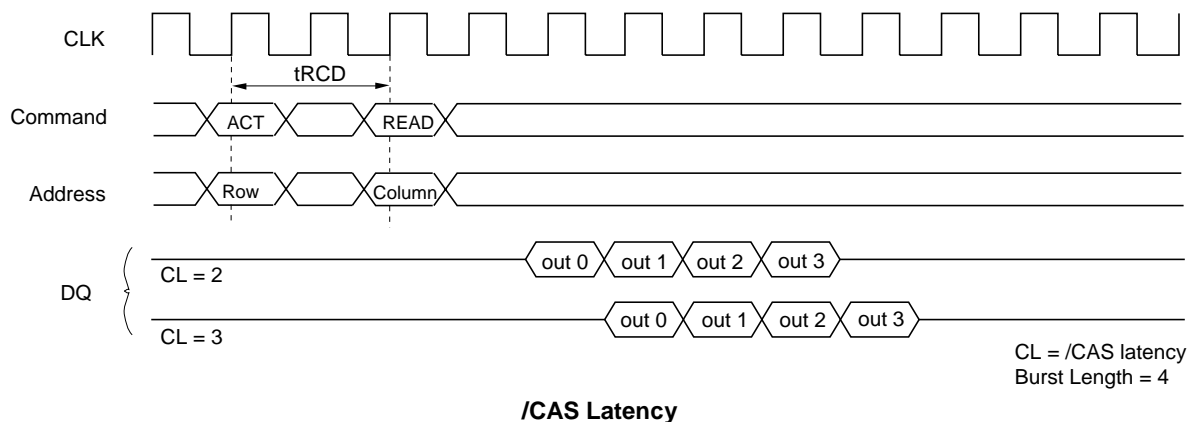 CLK
tRCD
Command
ACT
READ
Address
Row
Column
out 0 out 1 out 2 out 3
CL = 2
DQ
out 0 out 1 out 2 out 3
CL = 3
CL = /CAS latency
Burst Length = 4
/CAS Latency